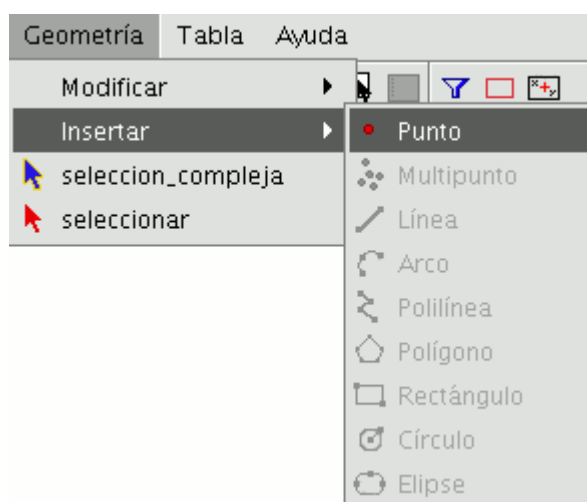 Geometría Tabla Ayuda
Modificar
Insertar
seleccion_compleja
seleccionar
Punto
Multipunto
Línea
Arco
Polilínea
Polígono
Rectángulo
Círculo
Elipse